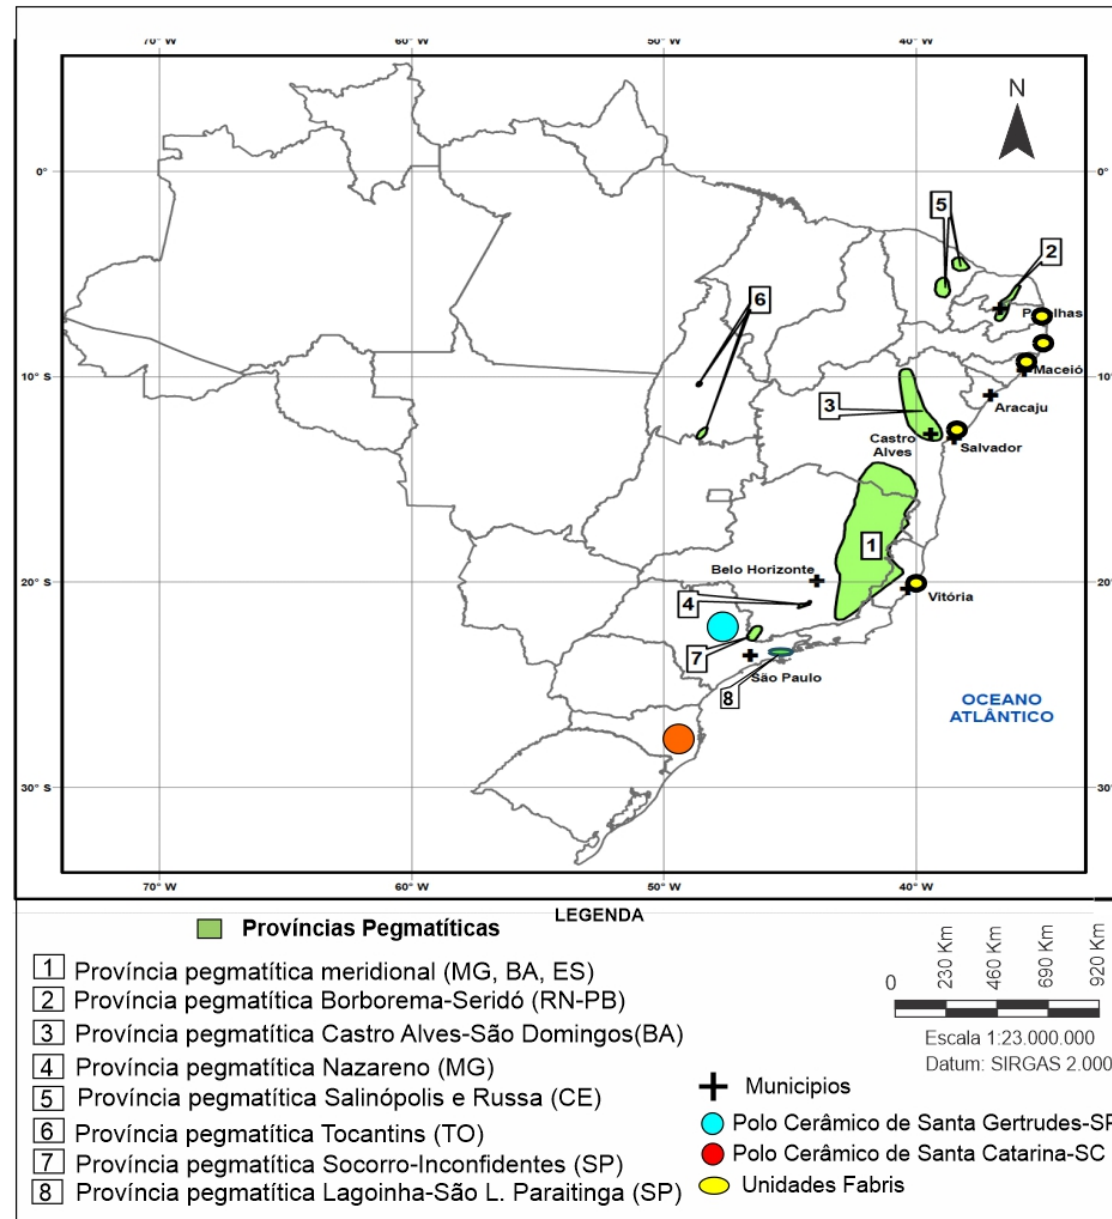 70° W 60° W 50° W 40° W
N
0° 0°
5
2
6
Maceió
10° S 10°
Aracaju
3
Castro
Alves
Salvador
1
Belo Horizonte
20° S 20°
4
Vitória
7
São Paulo
8
OCEANO
ATLÂNTICO
30° S 30°
70° W 60° W 50° W 40° W
LEGENDA
Províncias Pegmatíticas
1 Província pegmatítica meridional (MG, BA, ES)
2 Província pegmatítica Borborema-Seridó (RN-PB)
3 Província pegmatítica Castro Alves-São Domingos(BA)
4 Província pegmatítica Nazareno (MG)
5 Província pegmatítica Salinópolis e Russa (CE)
6 Província pegmatítica Tocantins (TO)
7 Província pegmatítica Socorro-Inconfidentes (SP)
8 Província pegmatítica Lagoinha-São L. Paraitinga (SP)
0 230 Km 460 Km 690 Km 920 Km
Escala 1:23.000.000
Datum: SIRGAS 2.000
Municipios
Polo Cerâmico de Santa Gertrudes-SP
Polo Cerâmico de Santa Catarina-SC
Unidades Fabris